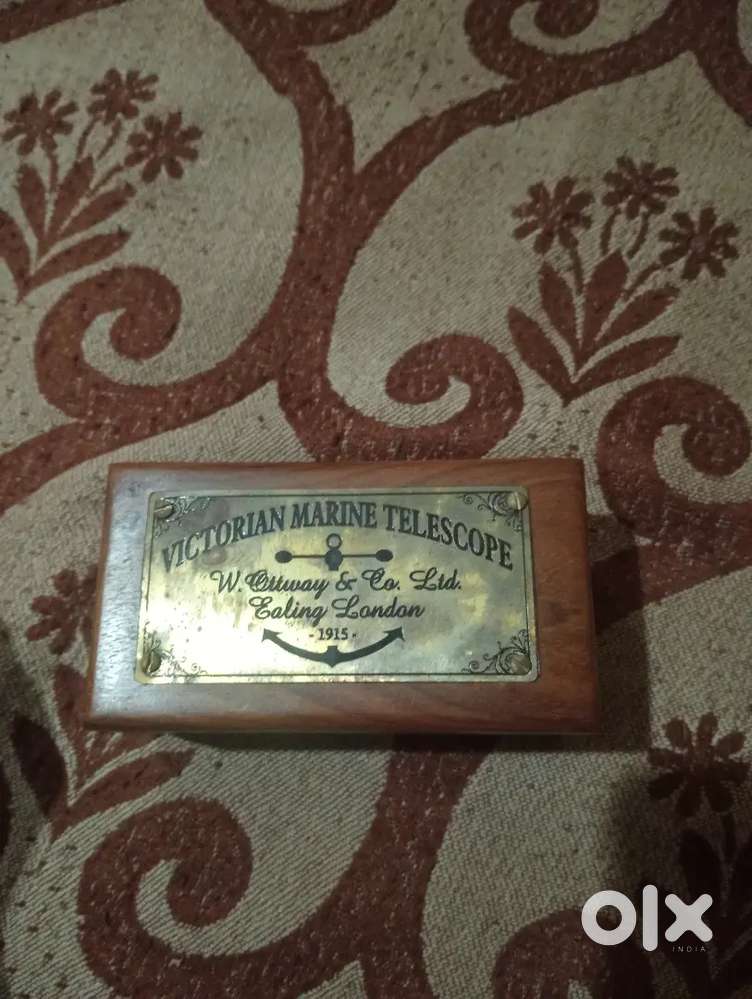 VICTORIAN MARINE TELESCOPE
W. Ottway & Co. Ltd.
Ealing London
- 1915 -
olx
INDIA